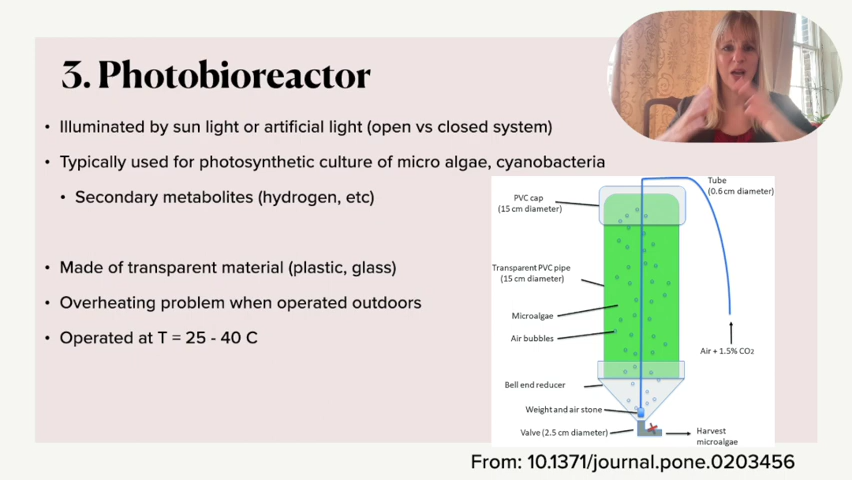 3. Photobioreactor
• Illuminated by sun light or artificial light (open vs closed system)
• Typically used for photosynthetic culture of micro algae, cyanobacteria
• Secondary metabolites (hydrogen, etc)
• Made of transparent material (plastic, glass)
• Overheating problem when operated outdoors
• Operated at T = 25 - 40 C
Tube
(0.6 cm diameter)
PVC cap
(15 cm diameter)
Transparent PVC pipe
(15 cm diameter)
Microalgae
Air bubbles
Air + 1.5% CO2
Bell end reducer
Weight and air stone
Valve (2.5 cm diameter)
Harvest
microalgae
From: 10.1371/journal.pone.0203456